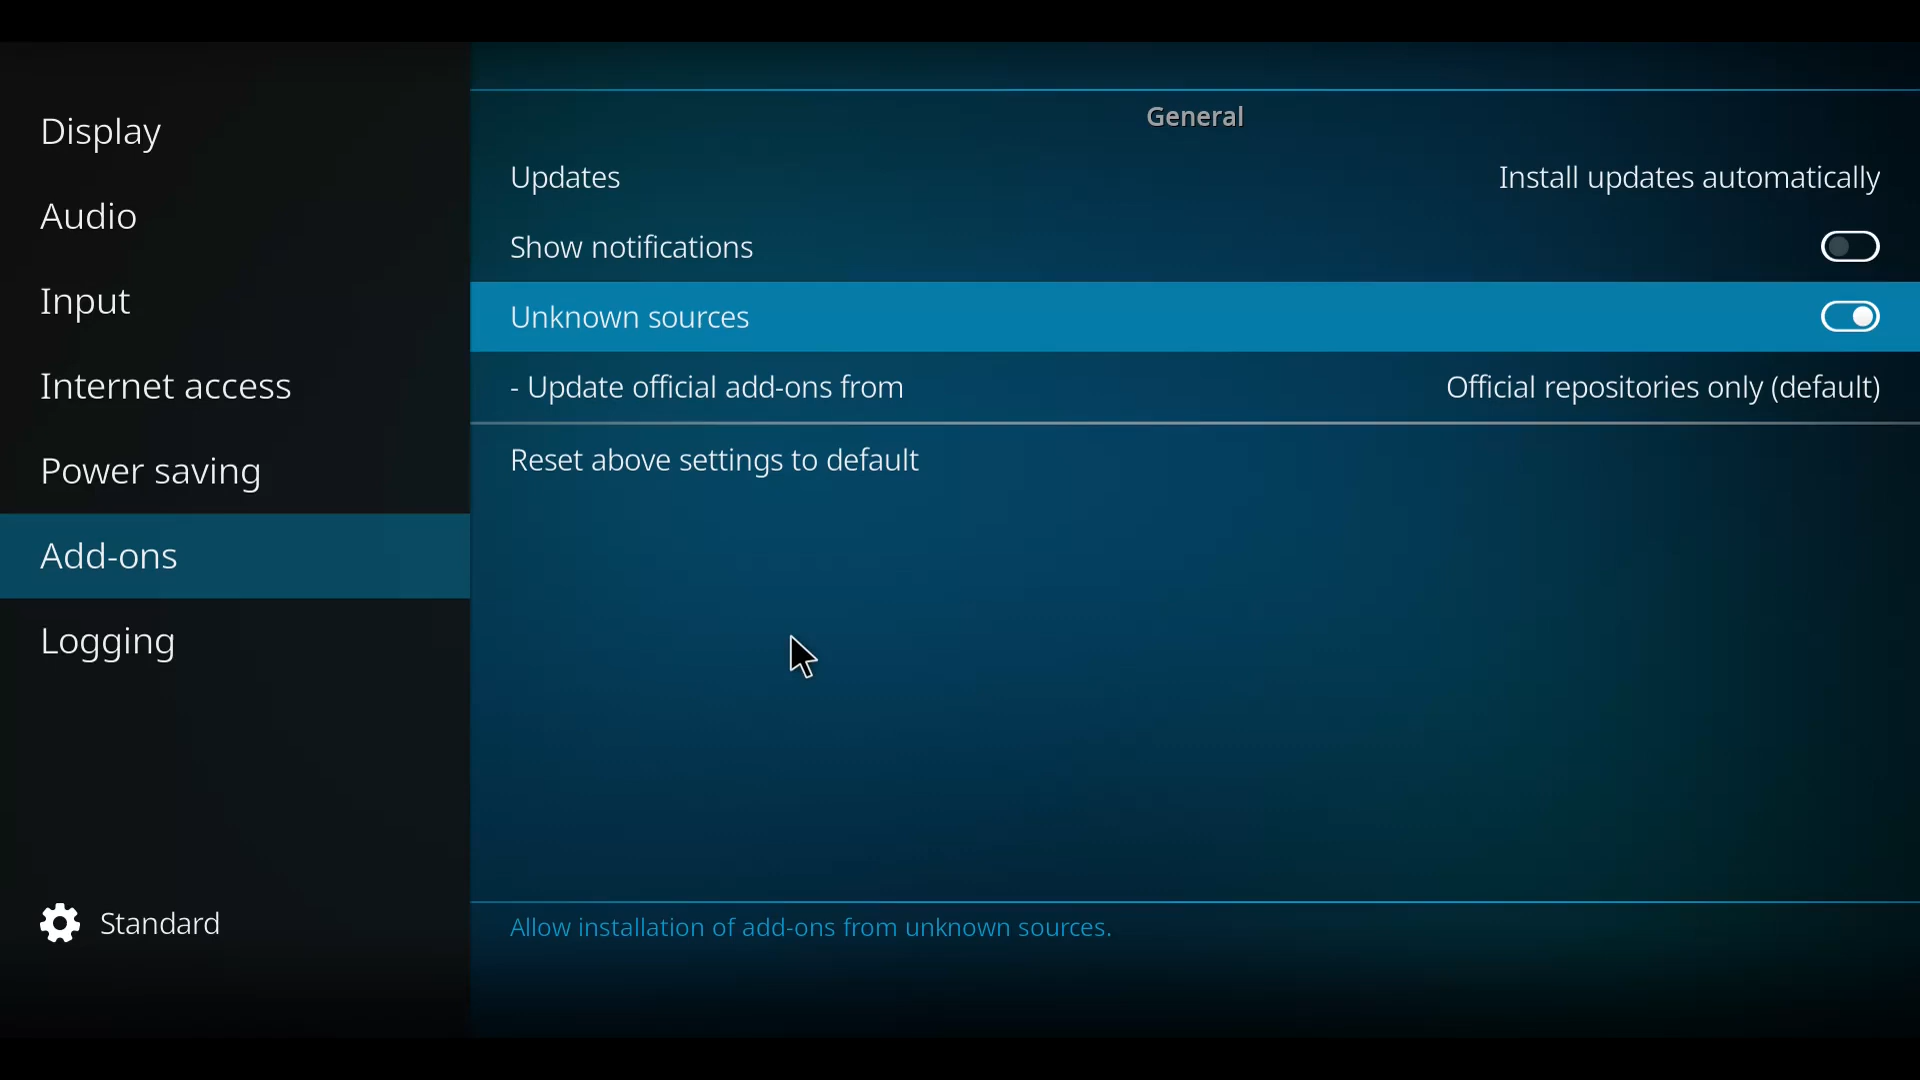 Display
Audio
Input
Internet access
Power saving
Add-ons
Logging
Standard
General
Updates Install updates automatically
Show notifications
Unknown sources
- Update official add-ons from Official repositories only (default)
Reset above settings to default
Allow installation of add-ons from unknown sources.